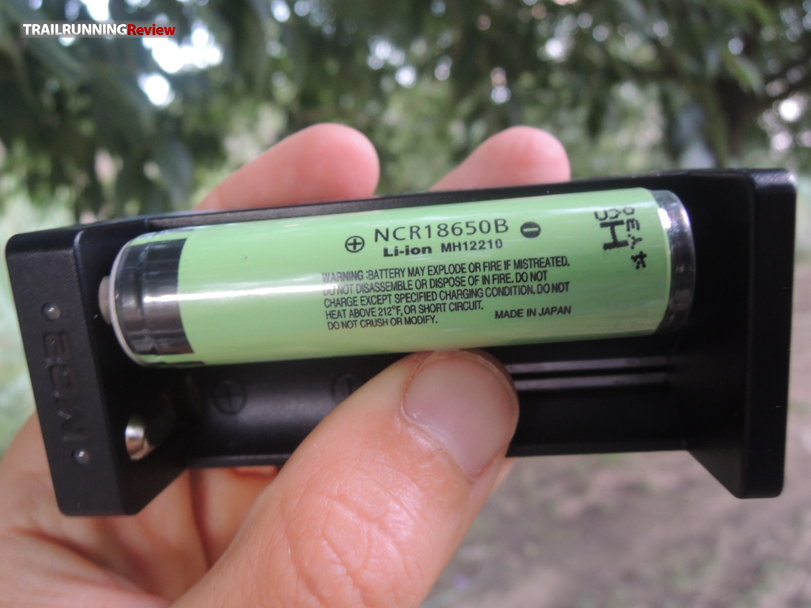 TRAILRUNNINGReview
⊕ NCR18650B ⊖
Li-ion MH12210
WARNING :BATTERY MAY EXPLODE OR FIRE IF MISTREATED.
DO NOT DISASSEMBLE OR DISPOSE OF IN FIRE. DO NOT
CHARGE EXCEPT SPECIFIED CHARGING CONDITION, DO NOT
HEAT ABOVE 212°F, OR SHORT CIRCUIT.
DO NOT CRUSH OR MODIFY.
MADE IN JAPAN